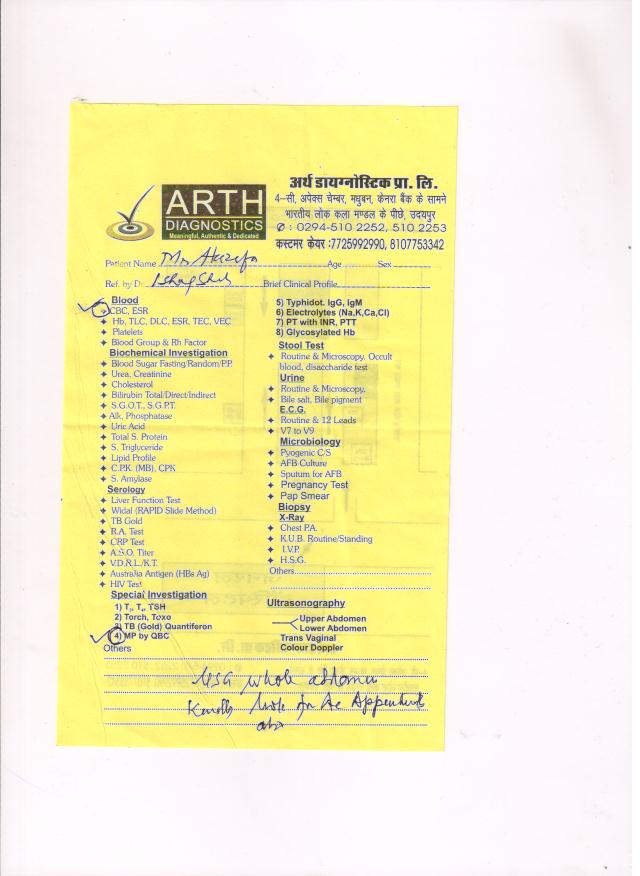 अर्थ डायग्नोस्टिक प्रा. लि.
ARTH
DIAGNOSTICS
Meaningful, Authentic & Dedicated
4-सी, अपेक्स चेम्बर, मधुबन, केनरा बैंक के सामने
भारतीय लोक कला मण्डल के पीछे, उदयपुर
✆ : 0294-510 2252, 510 2253
कस्टमर केयर :7725992990, 8107753342
Patient Name Age Sex
Ref. by Dr. Brief Clinical Profile
Blood
CBC, ESR
Hb, TLC, DLC, ESR, TEC, VEC
Platelets
Blood Group & Rh Factor
Biochemical Investigation
Blood Sugar Fasting/Random/P.P.
Urea, Creatinine
Cholesterol
Bilirubin Total/Direct/Indirect
S.G.O.T., S.G.P.T.
Alk, Phosphatase
Uric Acid
Total S. Protein
S. Triglyceride
Lipid Profile
C.P.K. (MB), CPK
S. Amylase
Serology
Liver Function Test
Widal (RAPID Slide Method)
TB Gold
R.A. Test
CRP Test
A.S.O. Titer
V.D.R.L./K.T.
Australia Antigen (HBs Ag)
HIV Test
Special Investigation
1) T₃, T₄, TSH
2) Torch, Toxo
3) TB (Gold) Quantiferon
4) MP by QBC
Others
5) Typhidot. IgG, IgM
6) Electrolytes (Na,K,Ca,Cl)
7) PT with INR, PTT
8) Glycosylated Hb
Stool Test
Routine & Microscopy, Occult
blood, disaccharide test
Urine
Routine & Microscopy,
Bile salt, Bile pigment
E.C.G.
Routine & 12 Leads
V7 to V9
Microbiology
Pyogenic C/S
AFB Culture
Sputum for AFB
Pregnancy Test
Pap Smear
Biopsy
X-Ray
Chest P.A.
K.U.B. Routine/Standing
I.V.P.
H.S.G.
Others
Ultrasonography
Upper Abdomen
Lower Abdomen
Trans Vaginal
Colour Doppler
USG whole abdomen
Kindly look for